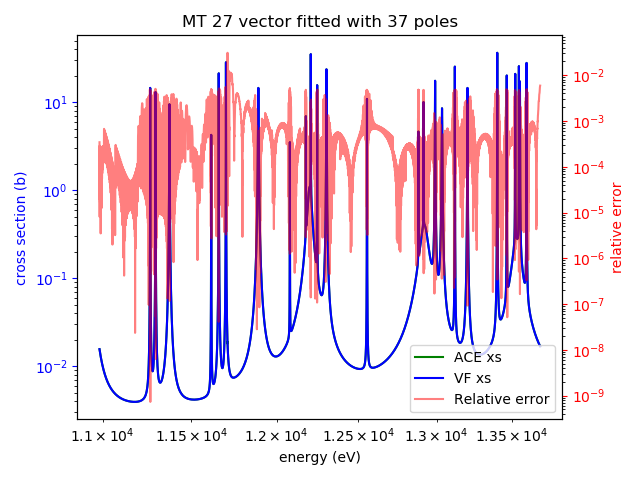 MT 27 vector fitted with 37 poles
10¹
10⁰
10⁻¹
10⁻²
cross section (b)
10⁻²
10⁻³
10⁻⁴
10⁻⁵
10⁻⁶
10⁻⁷
10⁻⁸
10⁻⁹
relative error
ACE xs
VF xs
Relative error
1.1 × 10⁴ 1.15 × 10⁴ 1.2 × 10⁴ 1.25 × 10⁴ 1.3 × 10⁴ 1.35 × 10⁴
energy (eV)